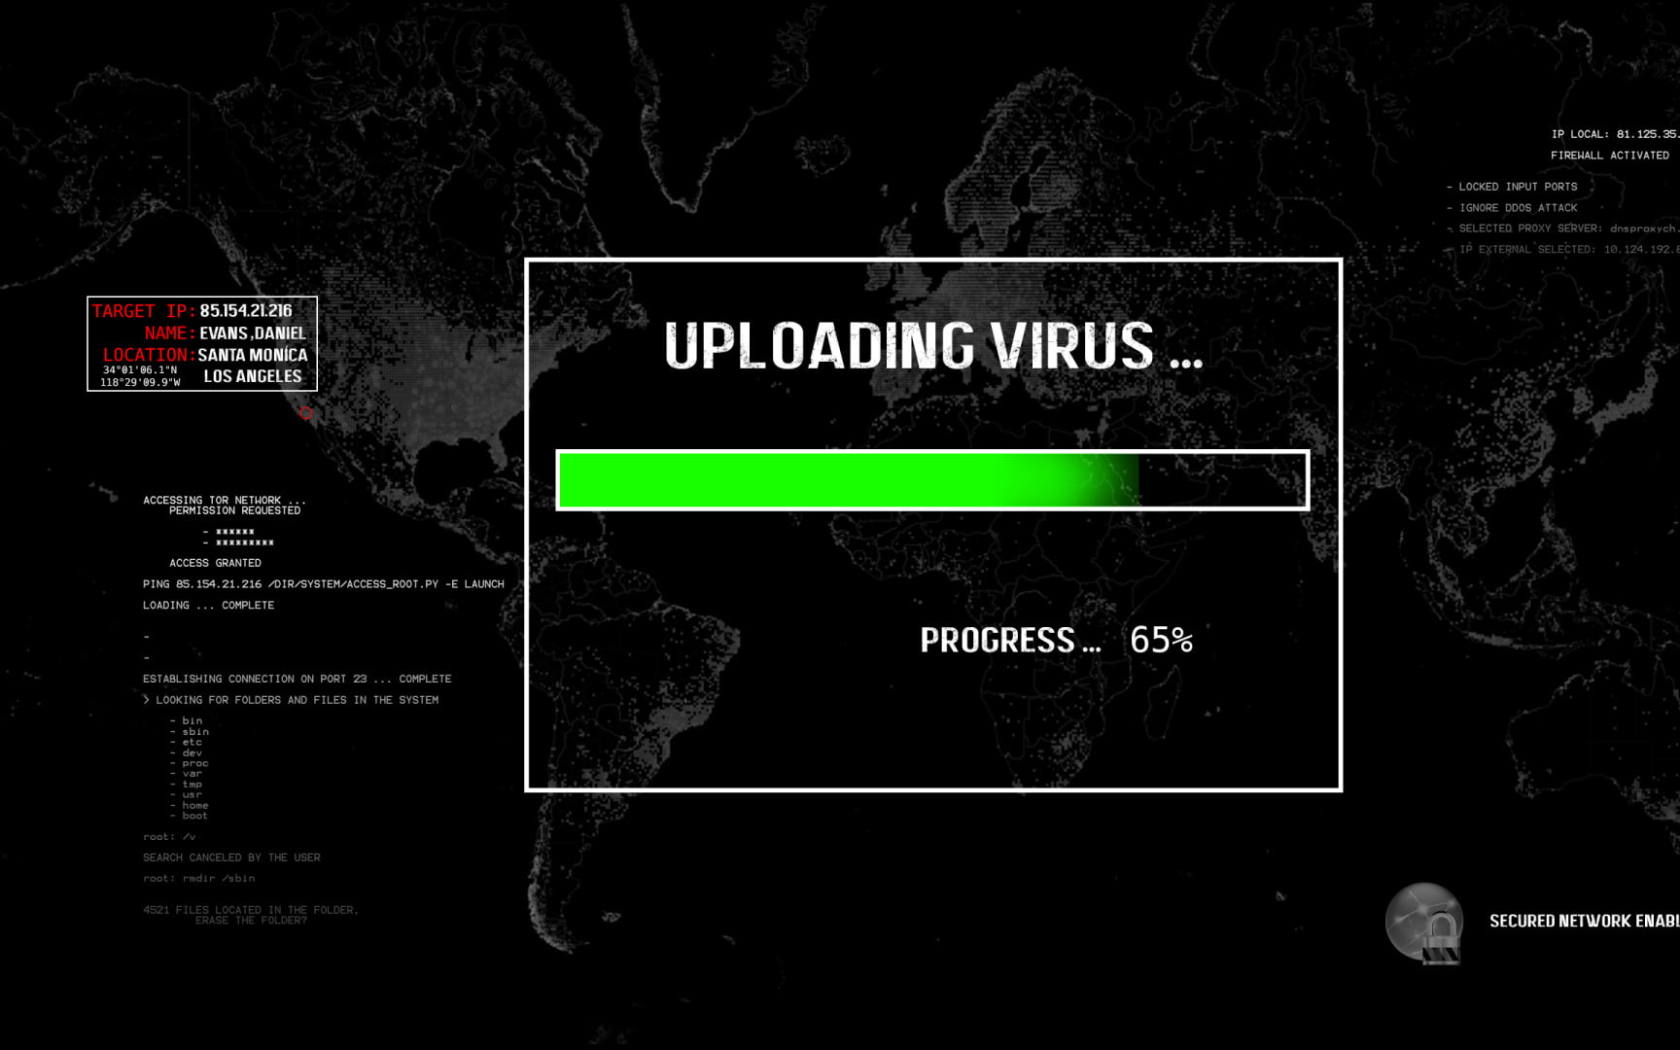 IP LOCAL: 81.125.35.
FIREWALL ACTIVATED
- LOCKED INPUT PORTS
- IGNORE DDOS ATTACK
- SELECTED PROXY SERVER: dnsproxych.
- IP EXTERNAL SELECTED: 10.124.192.
TARGET IP: 85.154.21.216
NAME: EVANS ,DANIEL
LOCATION: SANTA MONICA
34°01'06.1"N
118°29'09.9"W LOS ANGELES
UPLOADING VIRUS ...
PROGRESS ... 65%
ACCESSING TOR NETWORK ...
PERMISSION REQUESTED
- ******
- *********
ACCESS GRANTED
PING 85.154.21.216 /DIR/SYSTEM/ACCESS_ROOT.PY -E LAUNCH
LOADING ... COMPLETE
-
-
ESTABLISHING CONNECTION ON PORT 23 ... COMPLETE
> LOOKING FOR FOLDERS AND FILES IN THE SYSTEM
- bin
- sbin
- etc
- dev
- proc
- var
- tmp
- usr
- home
- boot
root: /v
SEARCH CANCELED BY THE USER
root: rmdir /sbin
4521 FILES LOCATED IN THE FOLDER,
ERASE THE FOLDER?
SECURED NETWORK ENABL